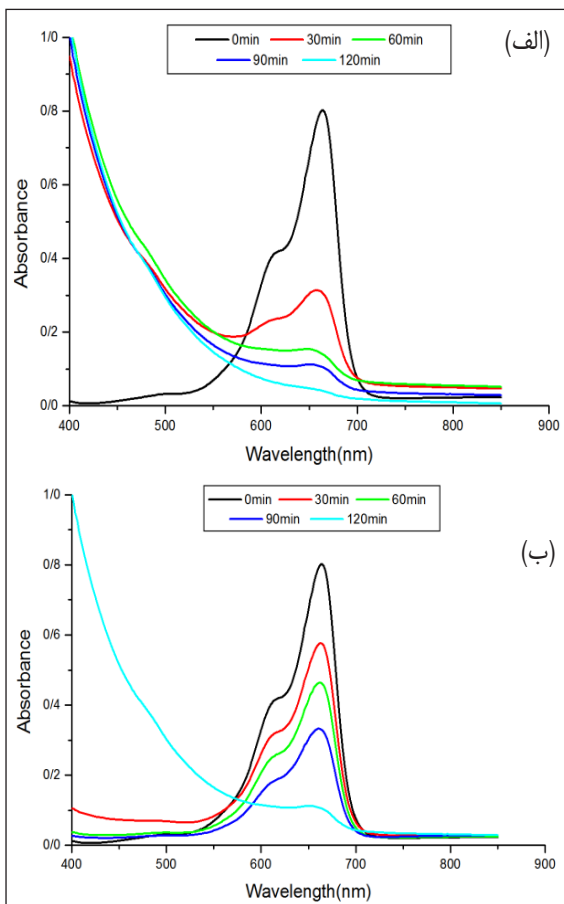 (الف)
0min 30min 60min
90min 120min
1/0
0/8
0/6
0/4
0/2
0/0
Absorbance
400 500 600 700 800 900
Wavelength(nm)
(ب)
0min 30min 60min
90min 120min
1/0
0/8
0/6
0/4
0/2
0/0
Absorbance
400 500 600 700 800 900
Wavelength(nm)